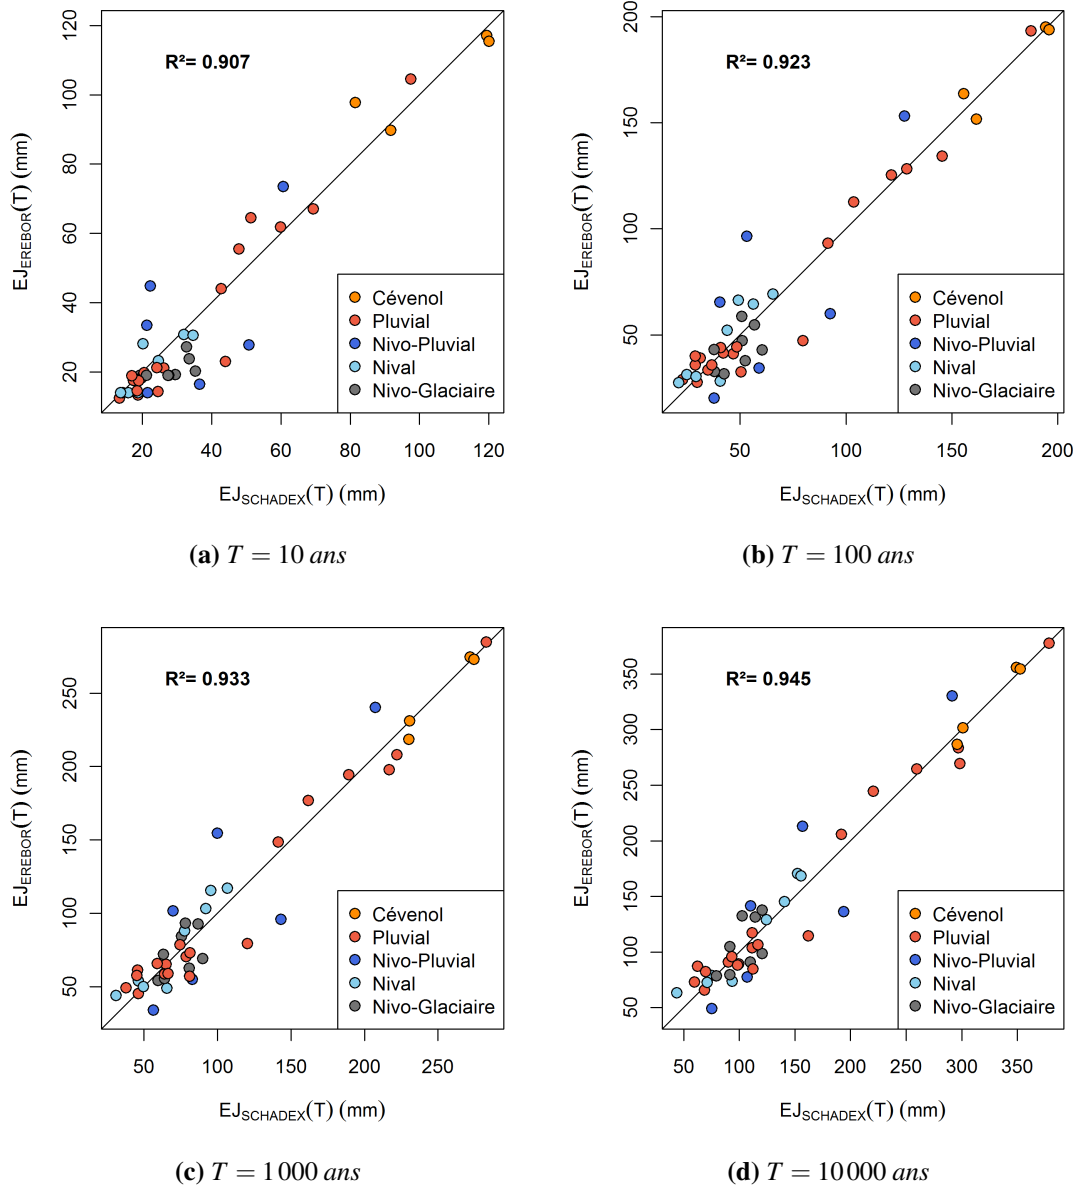 R²= 0.907
120
100
80
60
40
20
EJEREBOR(T) (mm)
Cévenol
Pluvial
Nivo-Pluvial
Nival
Nivo-Glaciaire
20 40 60 80 100 120
EJSCHADEX(T) (mm)
(a) T = 10 ans
R²= 0.923
200
150
100
50
EJEREBOR(T) (mm)
Cévenol
Pluvial
Nivo-Pluvial
Nival
Nivo-Glaciaire
50 100 150 200
EJSCHADEX(T) (mm)
(b) T = 100 ans
R²= 0.933
250
200
150
100
50
EJEREBOR(T) (mm)
Cévenol
Pluvial
Nivo-Pluvial
Nival
Nivo-Glaciaire
50 100 150 200 250
EJSCHADEX(T) (mm)
(c) T = 1 000 ans
R²= 0.945
350
300
250
200
150
100
50
EJEREBOR(T) (mm)
Cévenol
Pluvial
Nivo-Pluvial
Nival
Nivo-Glaciaire
50 100 150 200 250 300 350
EJSCHADEX(T) (mm)
(d) T = 10 000 ans